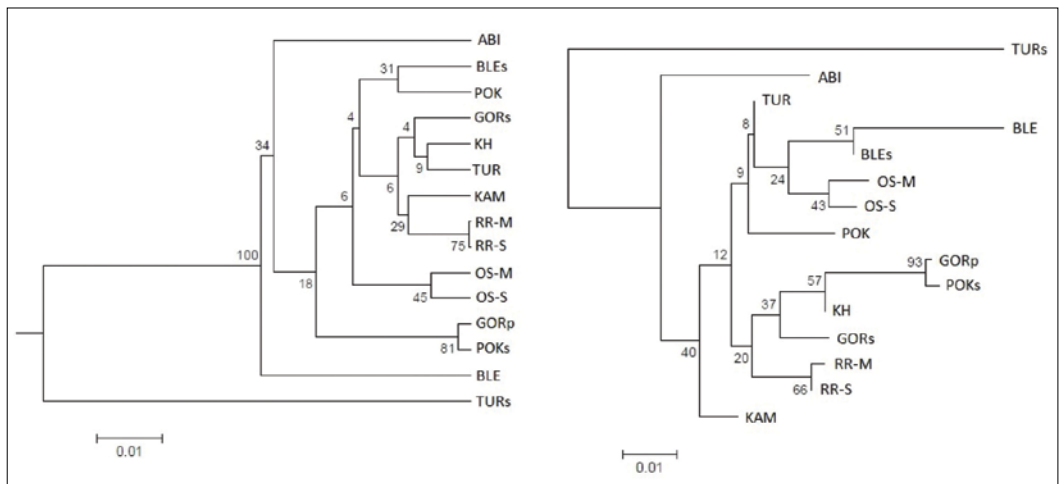 ABI
31
BLEs
POK
4
GORs
4
KH
9
TUR
34
6
6
KAM
29
RR-M
75
RR-S
100
18
OS-M
45
OS-S
GORp
81
POKs
BLE
TURs
0.01
TURs
ABI
TUR
8
51
BLE
BLEs
9
24
OS-M
43
OS-S
POK
12
93
GORp
57
POKs
KH
37
GORs
40
20
RR-M
66
RR-S
KAM
0.01